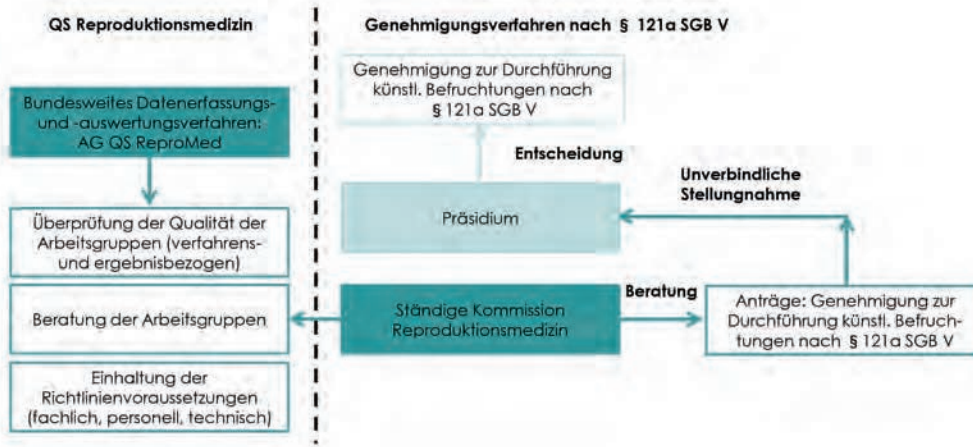 QS Reproduktionsmedizin
Bundesweites Datenerfassungs-
und -auswertungsverfahren:
AG QS ReproMed
Überprüfung der Qualität der
Arbeitsgruppen (verfahrens-
und ergebnisbezogen)
Beratung der Arbeitsgruppen
Einhaltung der
Richtlinienvoraussetzungen
(fachlich, personell, technisch)
Genehmigungsverfahren nach § 121a SGB V
Genehmigung zur Durchführung
künstl. Befruchtungen nach
§ 121a SGB V
Entscheidung
Unverbindliche
Stellungnahme
Präsidium
Ständige Kommission
Reproduktionsmedizin
Beratung
Anträge: Genehmigung zur
Durchführung künstl. Befruch-
tungen nach § 121a SGB V